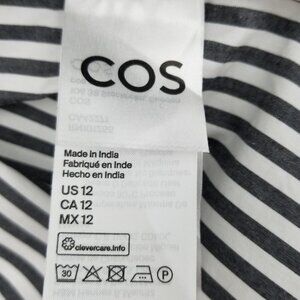 COS
Made in India
Fabriqué en Inde
Hecho en India
US 12
CA 12
MX 12
clevercare.info
30
P